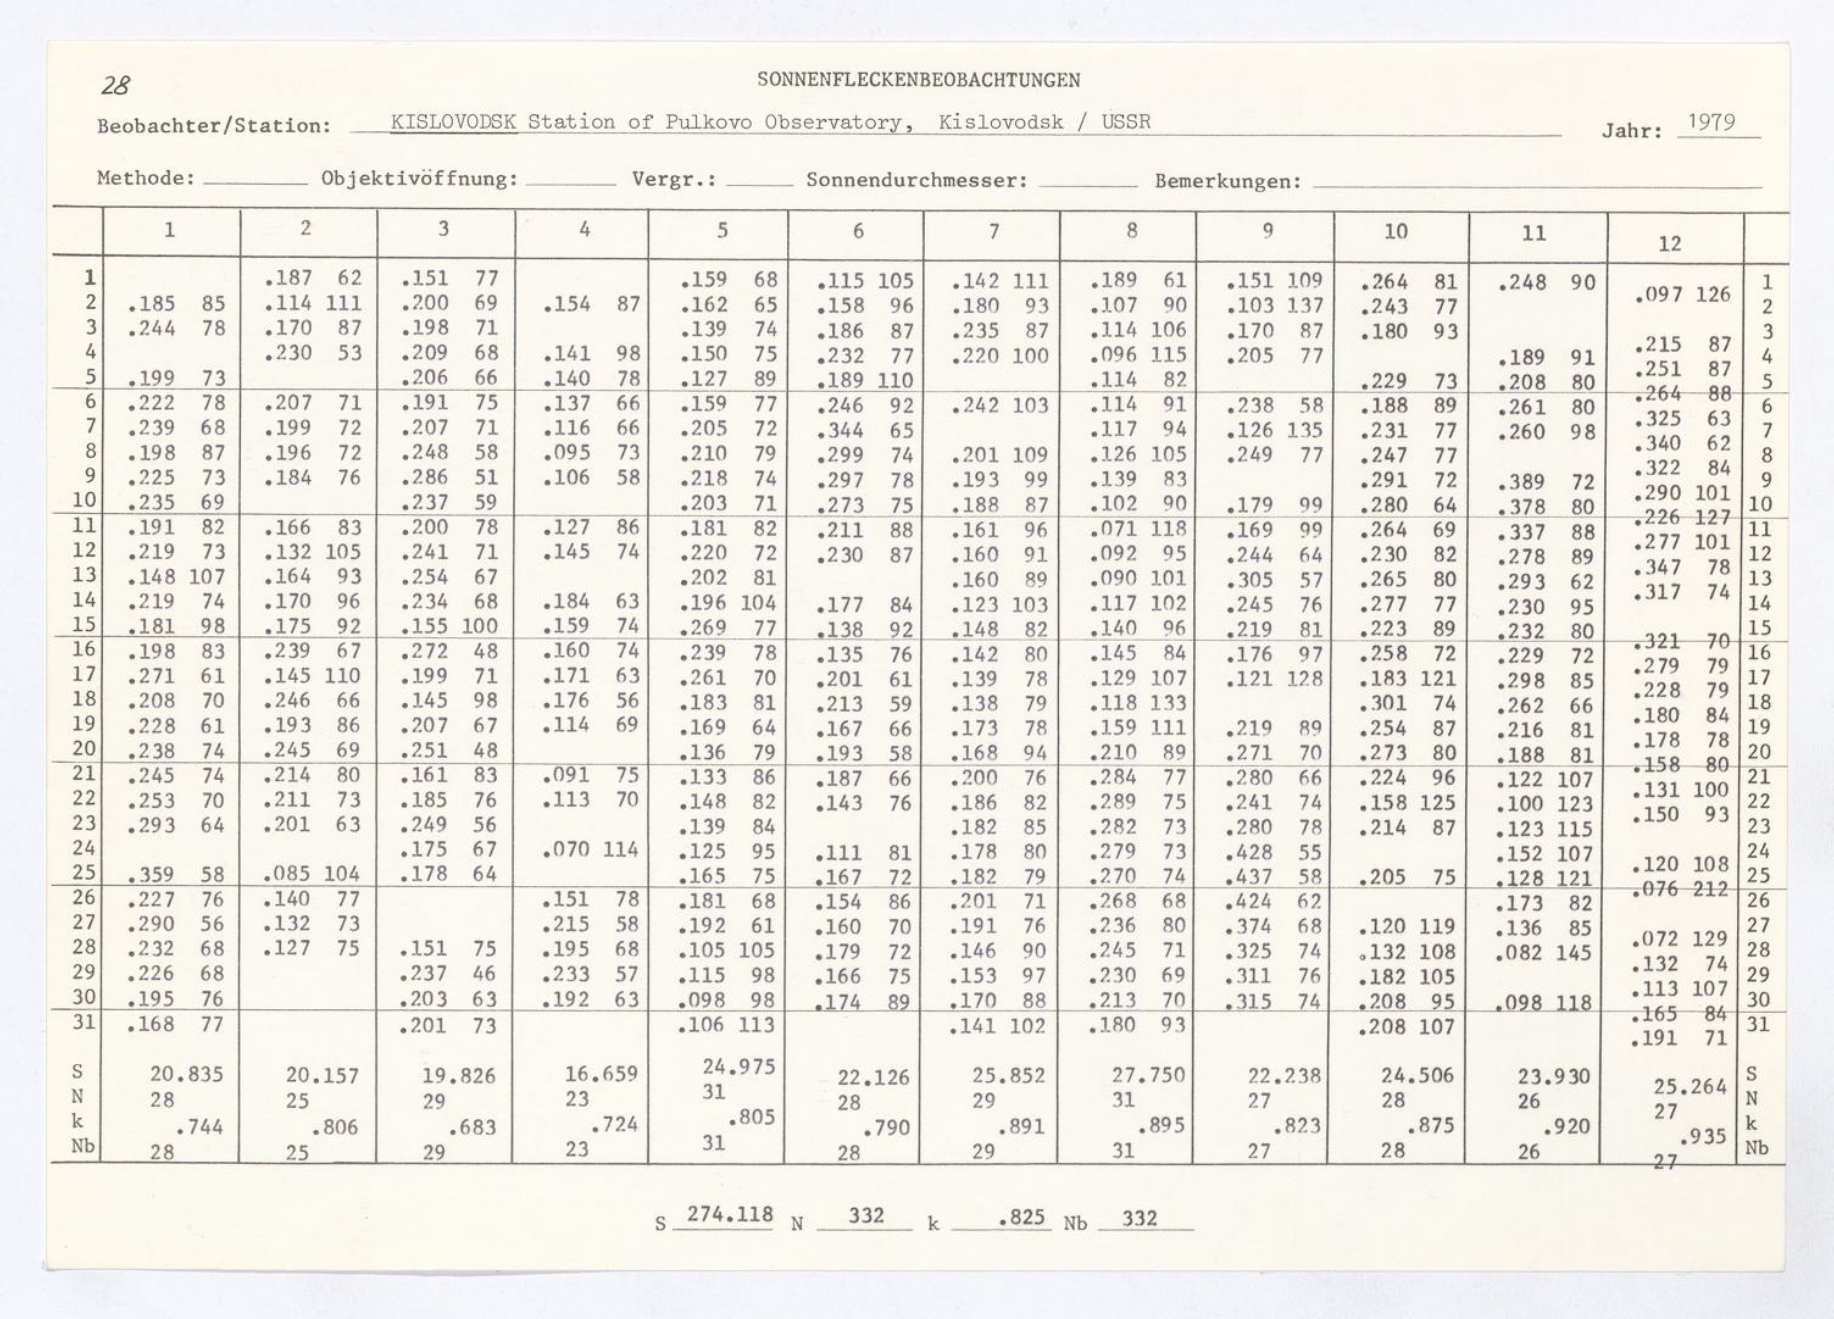 28
SONNENFLECKENBEOBACHTUNGEN
Beobachter/Station: KISLOVODSK Station of Pulkovo Observatory, Kislovodsk / USSR Jahr: 1979
Methode: Objektivöffnung: Vergr.: Sonnendurchmesser: Bemerkungen:
1 2 3 4 5 6 7 8 9 10 11 12
1 .187 62 .151 77 .159 68 .115 105 .142 111 .189 61 .151 109 .264 81 .248 90 .097 126 1
2 .185 85 .114 111 .200 69 .154 87 .162 65 .158 96 .180 93 .107 90 .103 137 .243 77 2
3 .244 78 .170 87 .198 71 .139 74 .186 87 .235 87 .114 106 .170 87 .180 93 .215 87 3
4 .230 53 .209 68 .141 98 .150 75 .232 77 .220 100 .096 115 .205 77 .189 91 .251 87 4
5 .199 73 .206 66 .140 78 .127 89 .189 110 .114 82 .229 73 .208 80 .264 88 5
6 .222 78 .207 71 .191 75 .137 66 .159 77 .246 92 .242 103 .114 91 .238 58 .188 89 .261 80 .325 63 6
7 .239 68 .199 72 .207 71 .116 66 .205 72 .344 65 .117 94 .126 135 .231 77 .260 98 .340 62 7
8 .198 87 .196 72 .248 58 .095 73 .210 79 .299 74 .201 109 .126 105 .249 77 .247 77 .322 84 8
9 .225 73 .184 76 .286 51 .106 58 .218 74 .297 78 .193 99 .139 83 .291 72 .389 72 .290 101 9
10 .235 69 .237 59 .203 71 .273 75 .188 87 .102 90 .179 99 .280 64 .378 80 .226 127 10
11 .191 82 .166 83 .200 78 .127 86 .181 82 .211 88 .161 96 .071 118 .169 99 .264 69 .337 88 .277 101 11
12 .219 73 .132 105 .241 71 .145 74 .220 72 .230 87 .160 91 .092 95 .244 64 .230 82 .278 89 .347 78 12
13 .148 107 .164 93 .254 67 .202 81 .160 89 .090 101 .305 57 .265 80 .293 62 .317 74 13
14 .219 74 .170 96 .234 68 .184 63 .196 104 .177 84 .123 103 .117 102 .245 76 .277 77 .230 95 14
15 .181 98 .175 92 .155 100 .159 74 .269 77 .138 92 .148 82 .140 96 .219 81 .223 89 .232 80 .321 70 15
16 .198 83 .239 67 .272 48 .160 74 .239 78 .135 76 .142 80 .145 84 .176 97 .258 72 .229 72 .279 79 16
17 .271 61 .145 110 .199 71 .171 63 .261 70 .201 61 .139 78 .129 107 .121 128 .183 121 .298 85 .228 79 17
18 .208 70 .246 66 .145 98 .176 56 .183 81 .213 59 .138 79 .118 133 .301 74 .262 66 .180 84 18
19 .228 61 .193 86 .207 67 .114 69 .169 64 .167 66 .173 78 .159 111 .219 89 .254 87 .216 81 .178 78 19
20 .238 74 .245 69 .251 48 .136 79 .193 58 .168 94 .210 89 .271 70 .273 80 .188 81 .158 80 20
21 .245 74 .214 80 .161 83 .091 75 .133 86 .187 66 .200 76 .284 77 .280 66 .224 96 .122 107 .131 100 21
22 .253 70 .211 73 .185 76 .113 70 .148 82 .143 76 .186 82 .289 75 .241 74 .158 125 .100 123 .150 93 22
23 .293 64 .201 63 .249 56 .139 84 .182 85 .282 73 .280 78 .214 87 .123 115 23
24 .175 67 .070 114 .125 95 .111 81 .178 80 .279 73 .428 55 .152 107 .120 108 24
25 .359 58 .085 104 .178 64 .165 75 .167 72 .182 79 .270 74 .437 58 .205 75 .128 121 .076 212 25
26 .227 76 .140 77 .151 78 .181 68 .154 86 .201 71 .268 68 .424 62 .173 82 26
27 .290 56 .132 73 .215 58 .192 61 .160 70 .191 76 .236 80 .374 68 .120 119 .136 85 .072 129 27
28 .232 68 .127 75 .151 75 .195 68 .105 105 .179 72 .146 90 .245 71 .325 74 .132 108 .082 145 .132 74 28
29 .226 68 .237 46 .233 57 .115 98 .166 75 .153 97 .230 69 .311 76 .182 105 .113 107 29
30 .195 76 .203 63 .192 63 .098 98 .174 89 .170 88 .213 70 .315 74 .208 95 .098 118 .165 84 30
31 .168 77 .201 73 .106 113 .141 102 .180 93 .208 107 .191 71 31
S 20.835 20.157 19.826 16.659 24.975 22.126 25.852 27.750 22.238 24.506 23.930 25.264 S
N 28 25 29 23 31 28 29 31 27 28 26 27 N
k .744 .806 .683 .724 .805 .790 .891 .895 .823 .875 .920 .935 k
Nb 28 25 29 23 31 28 29 31 27 28 26 27 Nb
S 274.118 N 332 k .825 Nb 332